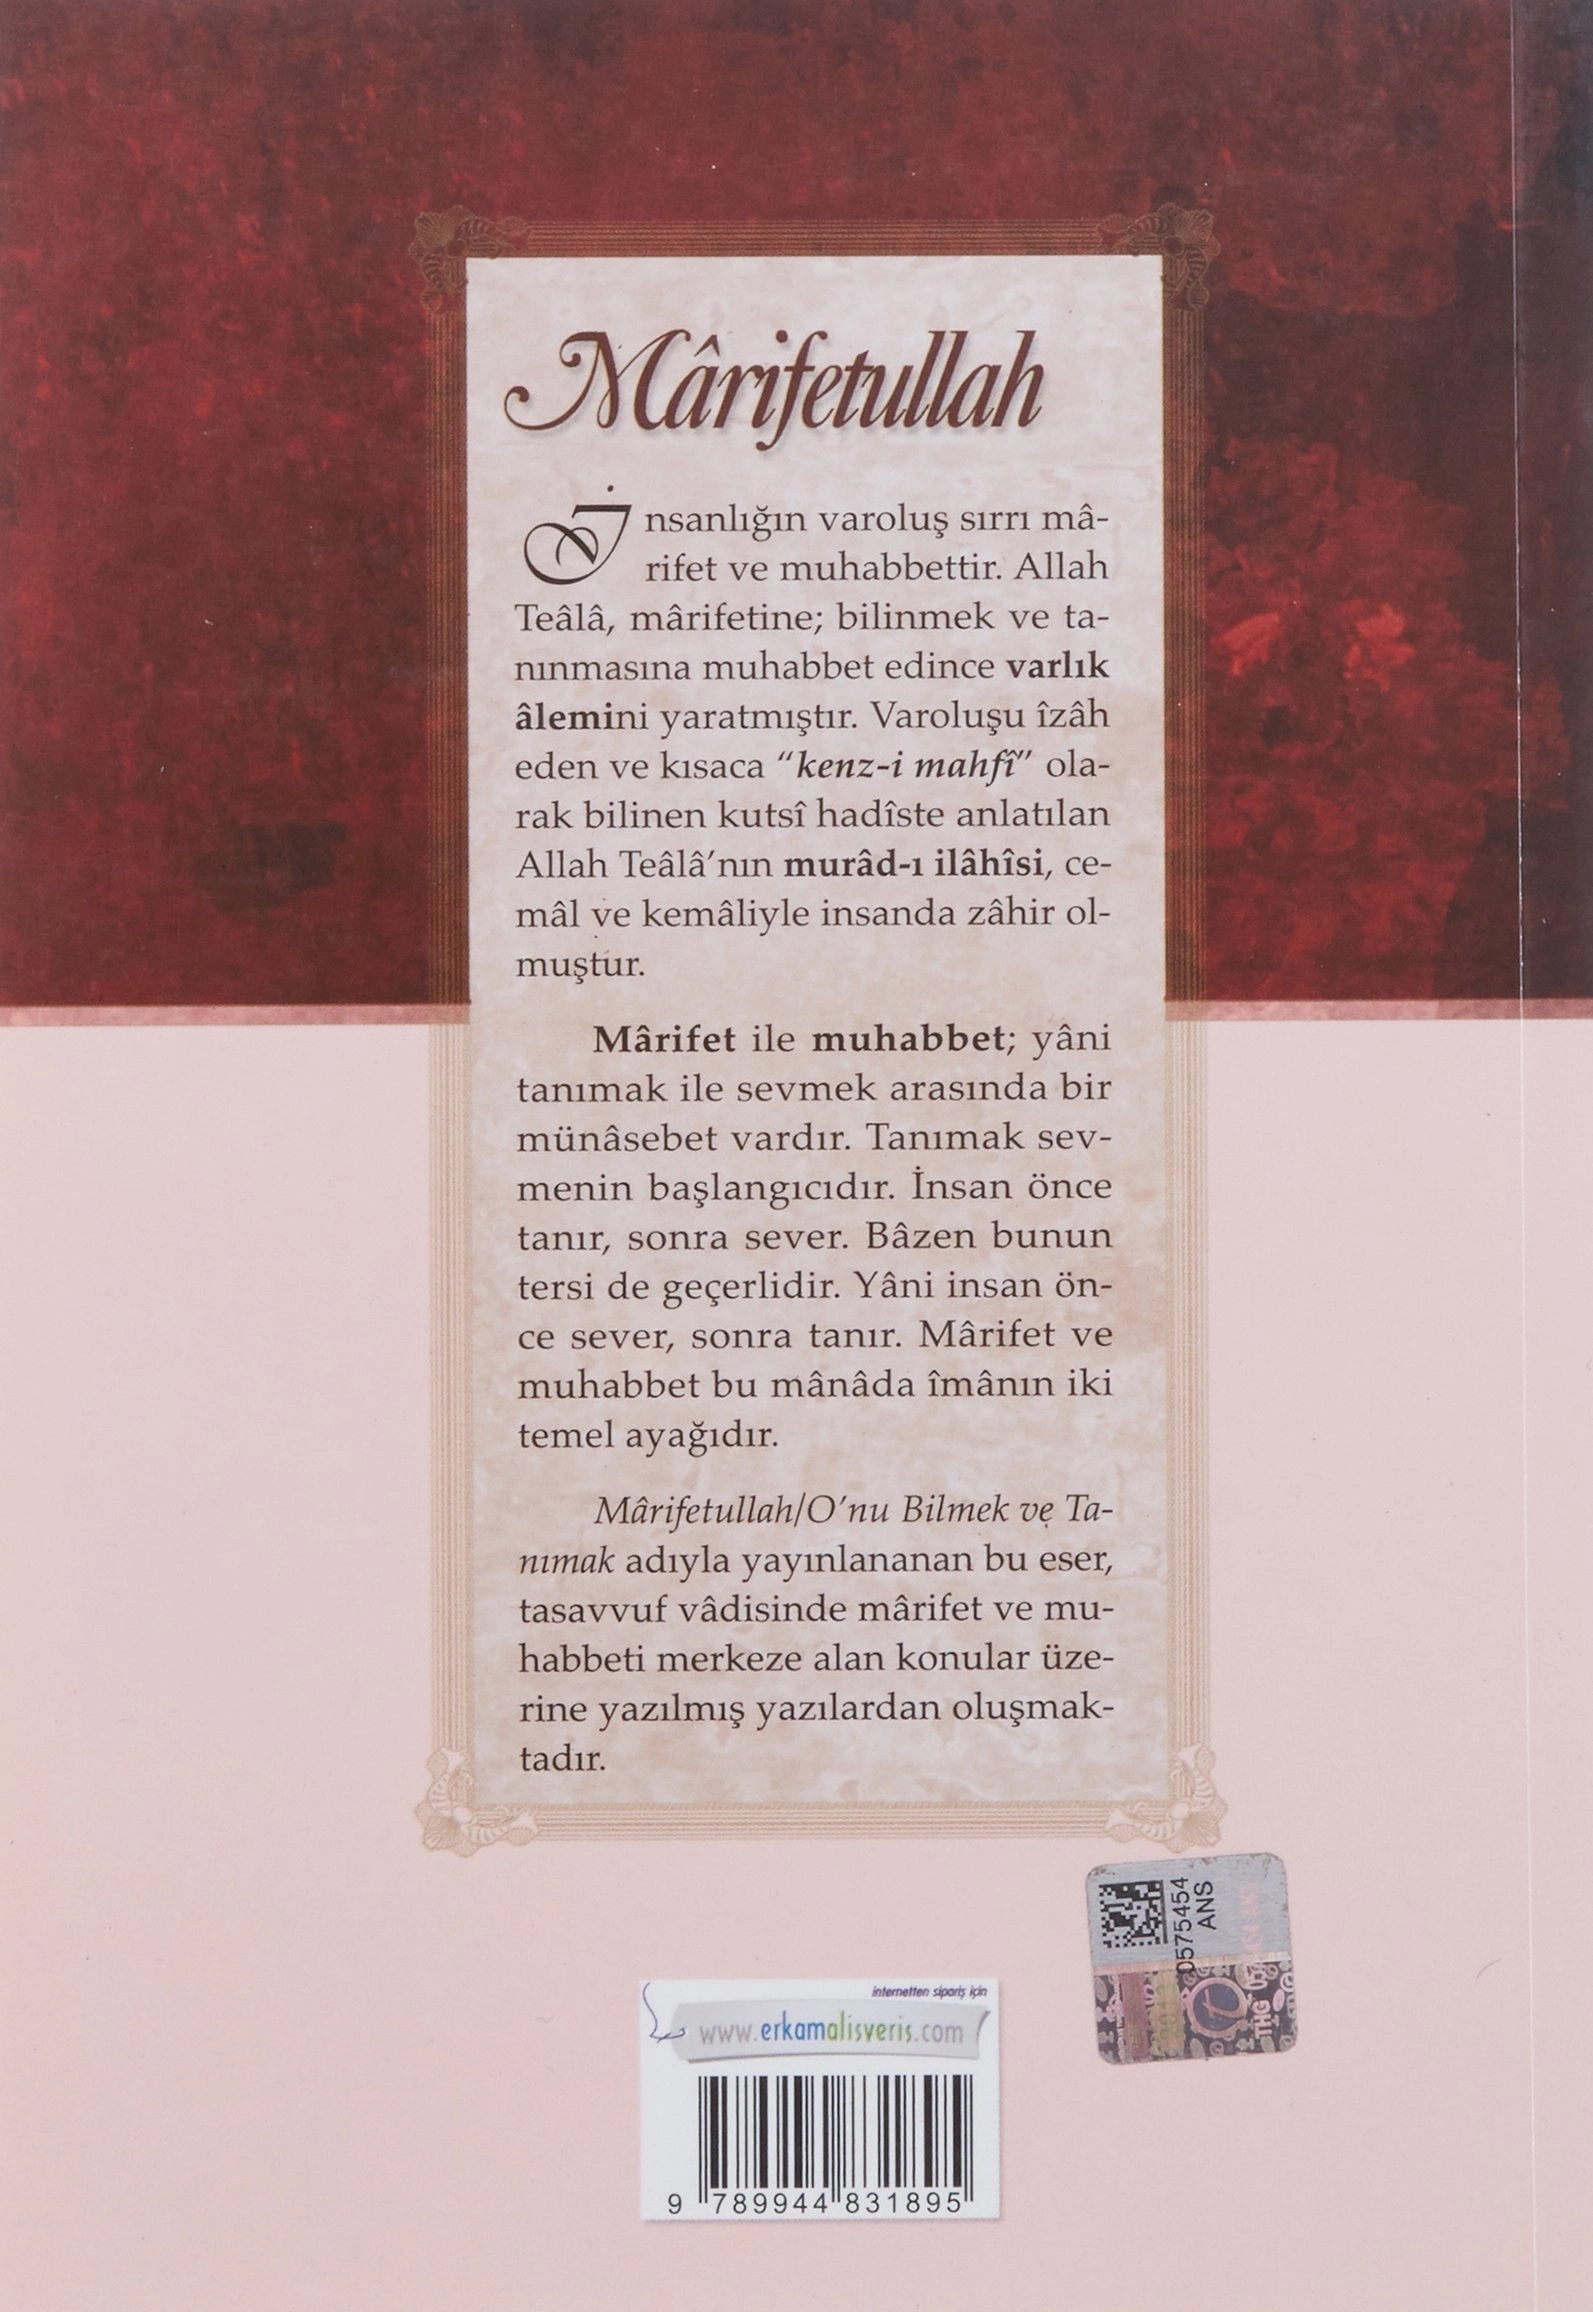 Mârifetullah
İnsanlığın varoluş sırrı mâ-
rifet ve muhabbettir. Allah
Teâlâ, mârifetine; bilinmek ve ta-
nınmasına muhabbet edince varlık
âlemini yaratmıştır. Varoluşu îzâh
eden ve kısaca "kenz-i mahfî" ola-
rak bilinen kutsî hadîste anlatılan
Allah Teâlâ'nın murâd-ı ilâhîsi, ce-
mâl ve kemâliyle insanda zâhir ol-
muştur.
Mârifet ile muhabbet; yâni
tanımak ile sevmek arasında bir
münâsebet vardır. Tanımak sev-
menin başlangıcıdır. İnsan önce
tanır, sonra sever. Bâzen bunun
tersi de geçerlidir. Yâni insan ön-
ce sever, sonra tanır. Mârifet ve
muhabbet bu mânâda îmânın iki
temel ayağıdır.
Mârifetullah/O'nu Bilmek ve Ta-
nımak adıyla yayınlananan bu eser,
tasavvuf vâdisinde mârifet ve mu-
habbeti merkeze alan konular üze-
rine yazılmış yazılardan oluşmak-
tadır.
0575454
ANS
THG
internetten sipariş için
www.erkamalisveris.com
9 789944 831895